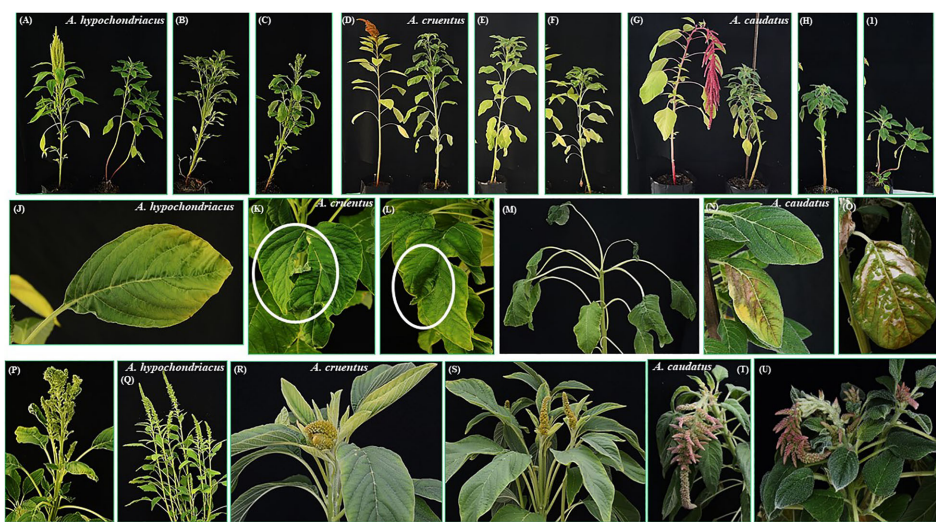 (A) A. hypochondriacus (B) (C) (D) A. cruentus (E) (F) (G) A. caudatus (H) (I)
(J) A. hypochondriacus (K) A. cruentus (L) (M) A. caudatus (N) (O)
(P) A. hypochondriacus (Q) (R) A. cruentus (S) A. caudatus (T) (U)